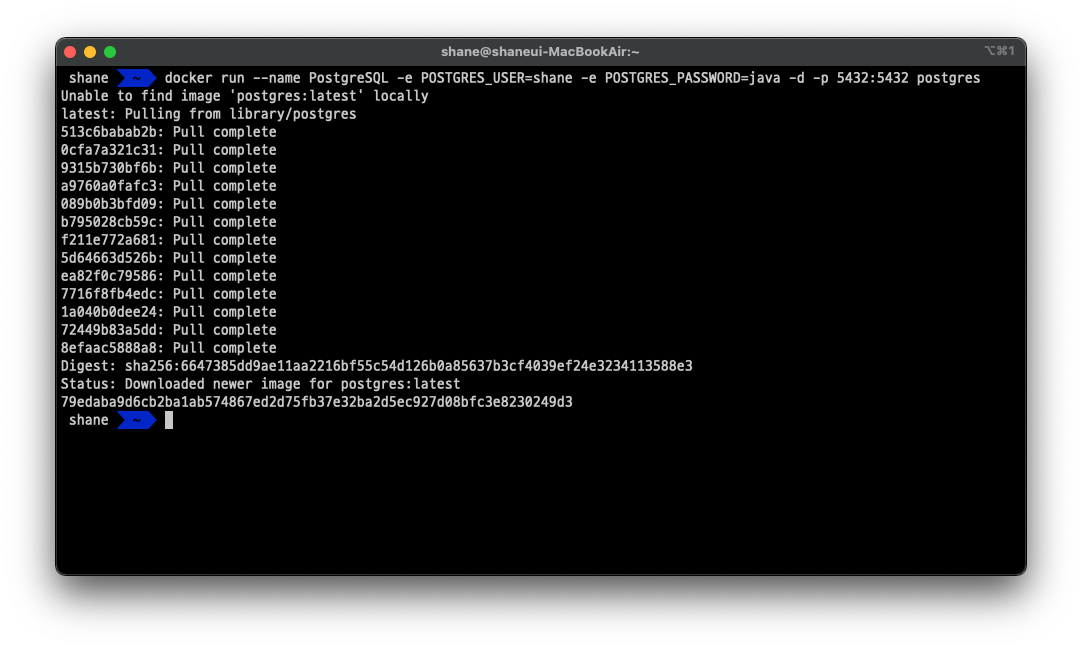 shane@shaneui-MacBookAir:~
⌥⌘1
shane ~ docker run --name PostgreSQL -e POSTGRES_USER=shane -e POSTGRES_PASSWORD=java -d -p 5432:5432 postgres
Unable to find image 'postgres:latest' locally
latest: Pulling from library/postgres
513c6babab2b: Pull complete
0cfa7a321c31: Pull complete
9315b730bf6b: Pull complete
a9760a0fafc3: Pull complete
089b0b3bfd09: Pull complete
b795028cb59c: Pull complete
f211e772a681: Pull complete
5d64663d526b: Pull complete
ea82f0c79586: Pull complete
7716f8fb4edc: Pull complete
1a040b0dee24: Pull complete
72449b83a5dd: Pull complete
8efaac5888a8: Pull complete
Digest: sha256:6647385dd9ae11aa2216bf55c54d126b0a85637b3cf4039ef24e3234113588e3
Status: Downloaded newer image for postgres:latest
79edaba9d6cb2ba1ab574867ed2d75fb37e32ba2d5ec927d08bfc3e8230249d3
shane ~